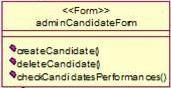 <<Form>>
adminCandidateForm
createCandidate()
deleteCandidate()
checkCandidatesPerformances()